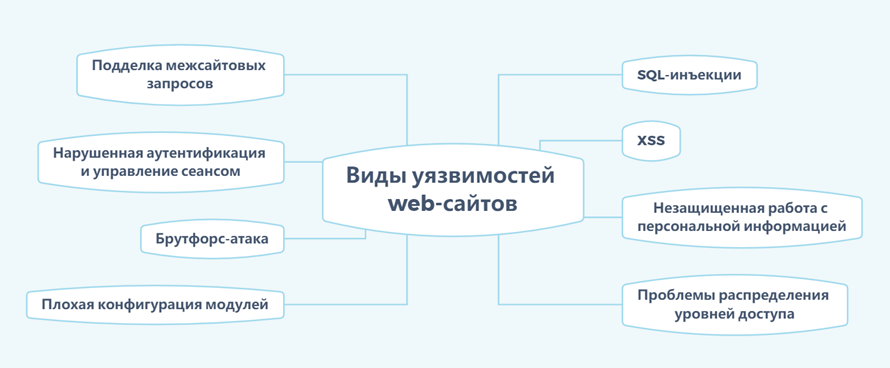 Подделка межсайтовых
запросов
Нарушенная аутентификация
и управление сеансом
Брутфорс-атака
Плохая конфигурация модулей
Виды уязвимостей
web-сайтов
SQL-инъекции
XSS
Незащищенная работа с
персональной информацией
Проблемы распределения
уровней доступа